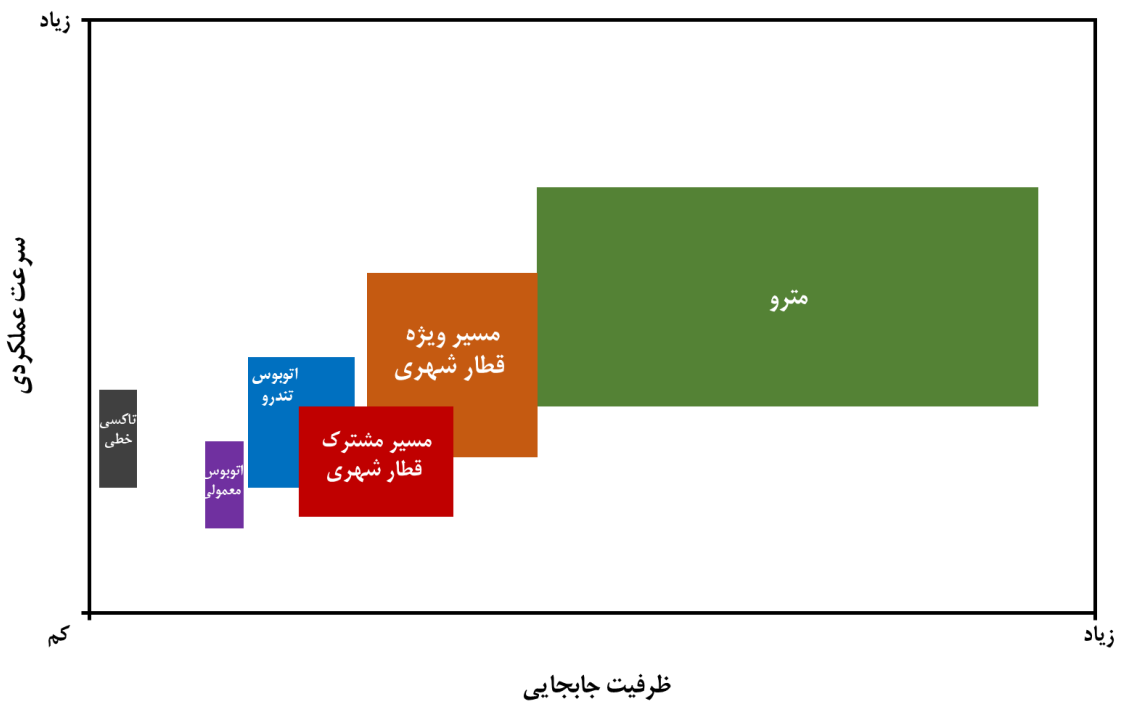 زیاد
سرعت عملکردی
مترو
مسیر ویژه
قطار شهری
اتوبوس
تندرو
تاکسی
خطی
مسیر مشترک
قطار شهری
اتوبوس
معمولی
کم
زیاد
ظرفیت جابجایی